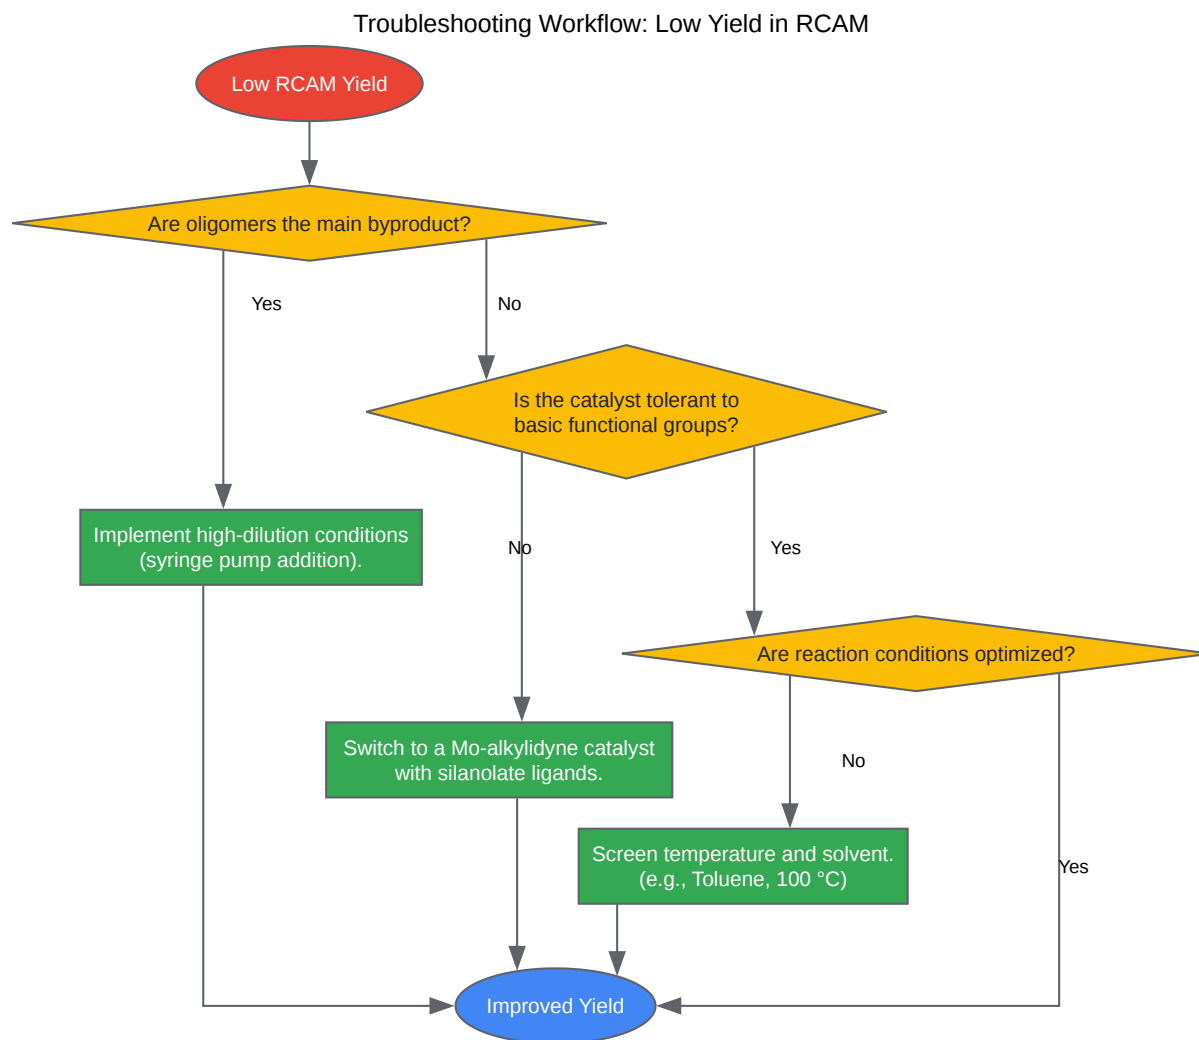 Troubleshooting Workflow: Low Yield in RCAM
Low RCAM Yield
Are oligomers the main byproduct?
Yes
No
Is the catalyst tolerant to
basic functional groups?
Implement high-dilution conditions
(syringe pump addition).
No
Yes
Are reaction conditions optimized?
Switch to a Mo-alkylidyne catalyst
with silanolate ligands.
No
Screen temperature and solvent.
(e.g., Toluene, 100 °C)
Yes
Improved Yield